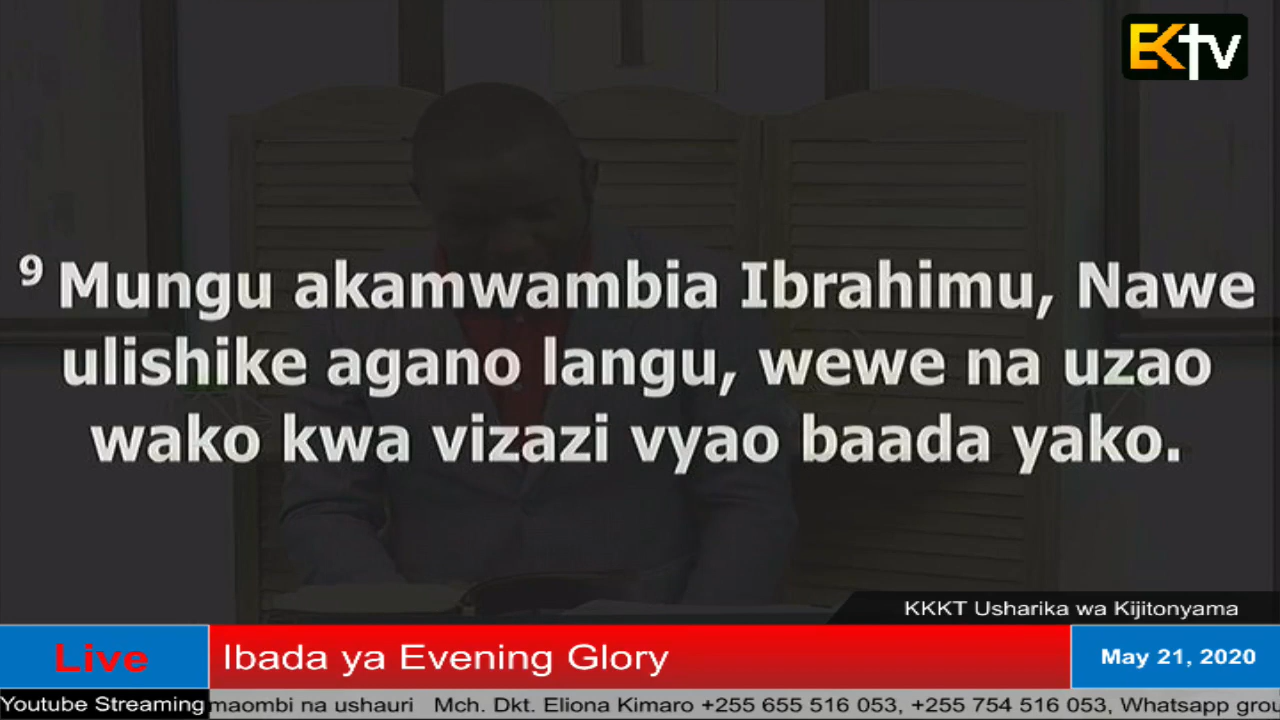 EKTV
9 Mungu akamwambia Ibrahimu, Nawe
ulishike agano langu, wewe na uzao
wako kwa vizazi vyao baada yako.
KKKT Usharika wa Kijitonyama
Live
Ibada ya Evening Glory
May 21, 2020
Youtube Streaming
maombi na ushauri Mch. Dkt. Eliona Kimaro +255 655 516 053, +255 754 516 053, Whatsapp grou